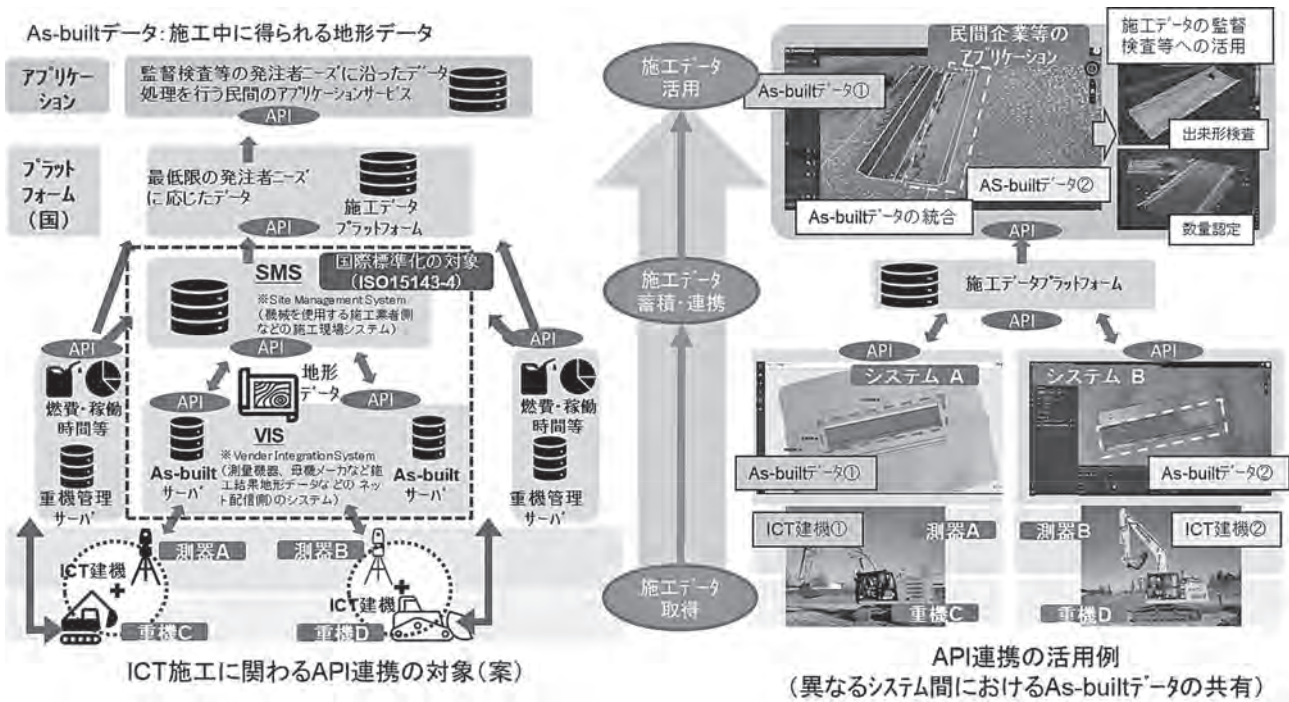 As-builtデータ：施工中に得られる地形データ
アプリケー
ション
監督検査等の発注者ニーズに沿ったデータ
処理を行う民間のアプリケーションサービス
API
プラット
フォーム
（国）
最低限の発注者ニーズ
に応じたデータ
施工データ
プラットフォーム
API
国際標準化の対象
（ISO15143-4）
SMS
※Site Management System
（機械を使用する施工業者側
などの施工現場システム）
API
API
API
燃費・稼働
時間等
重機管理
サーバ
API
地形
データ
API
VIS
※Vender Integration System
（測量機器、母機メーカなど施
工結果地形データなどの ネッ
ト配信側）のシステム）
As-built
サーバ
As-built
サーバ
燃費・稼働
時間等
重機管理
サーバ
測器A
測器B
ICT建機
+
ICT建機
+
重機C
重機D
ICT施工に関わるAPI連携の対象（案）
施工データ
活用
施工データ
蓄積・連携
施工データ
取得
民間企業等の
アプリケーション
施工データの監督
検査等への活用
As-builtデータ①
AS-builtデータ②
As-builtデータの統合
出来形検査
数量認定
API
施工データプラットフォーム
API
API
API
システム A
システム B
As-builtデータ①
As-builtデータ②
ICT建機①
測器A
測器B
ICT建機②
重機C
重機D
API連携の活用例
（異なるシステム間におけるAs-builtデータの共有）